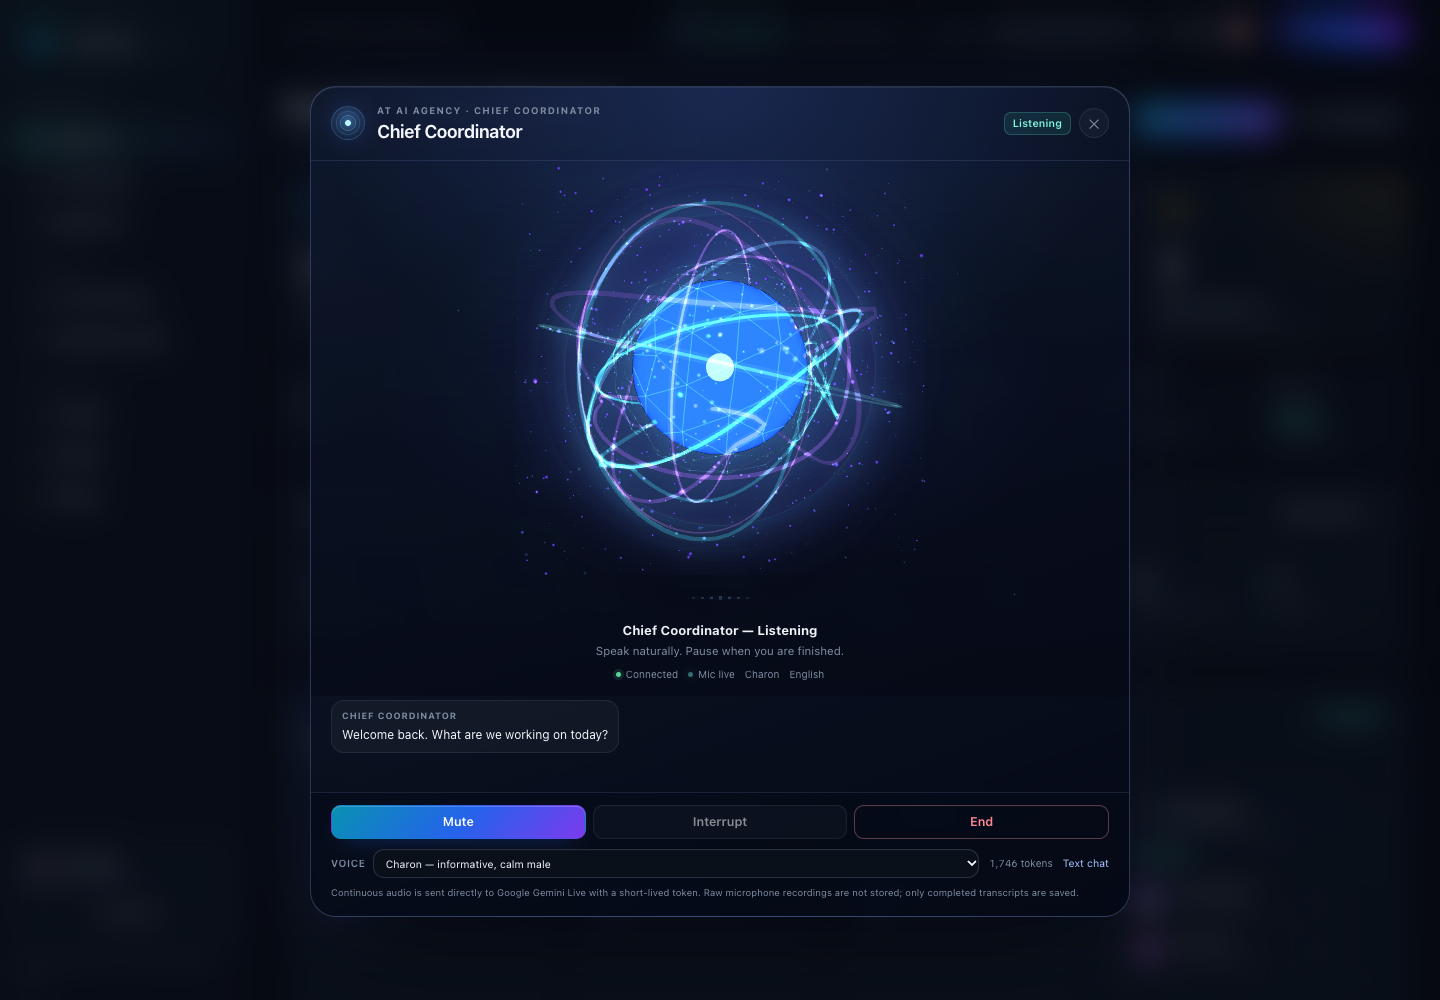 AT AI AGENCY · CHIEF COORDINATOR
Chief Coordinator
Listening
Chief Coordinator — Listening
Speak naturally. Pause when you are finished.
Connected Mic live Charon English
CHIEF COORDINATOR
Welcome back. What are we working on today?
Mute Interrupt End
VOICE Charon — informative, calm male 1,746 tokens Text chat
Continuous audio is sent directly to Google Gemini Live with a short-lived token. Raw microphone recordings are not stored; only completed transcripts are saved.